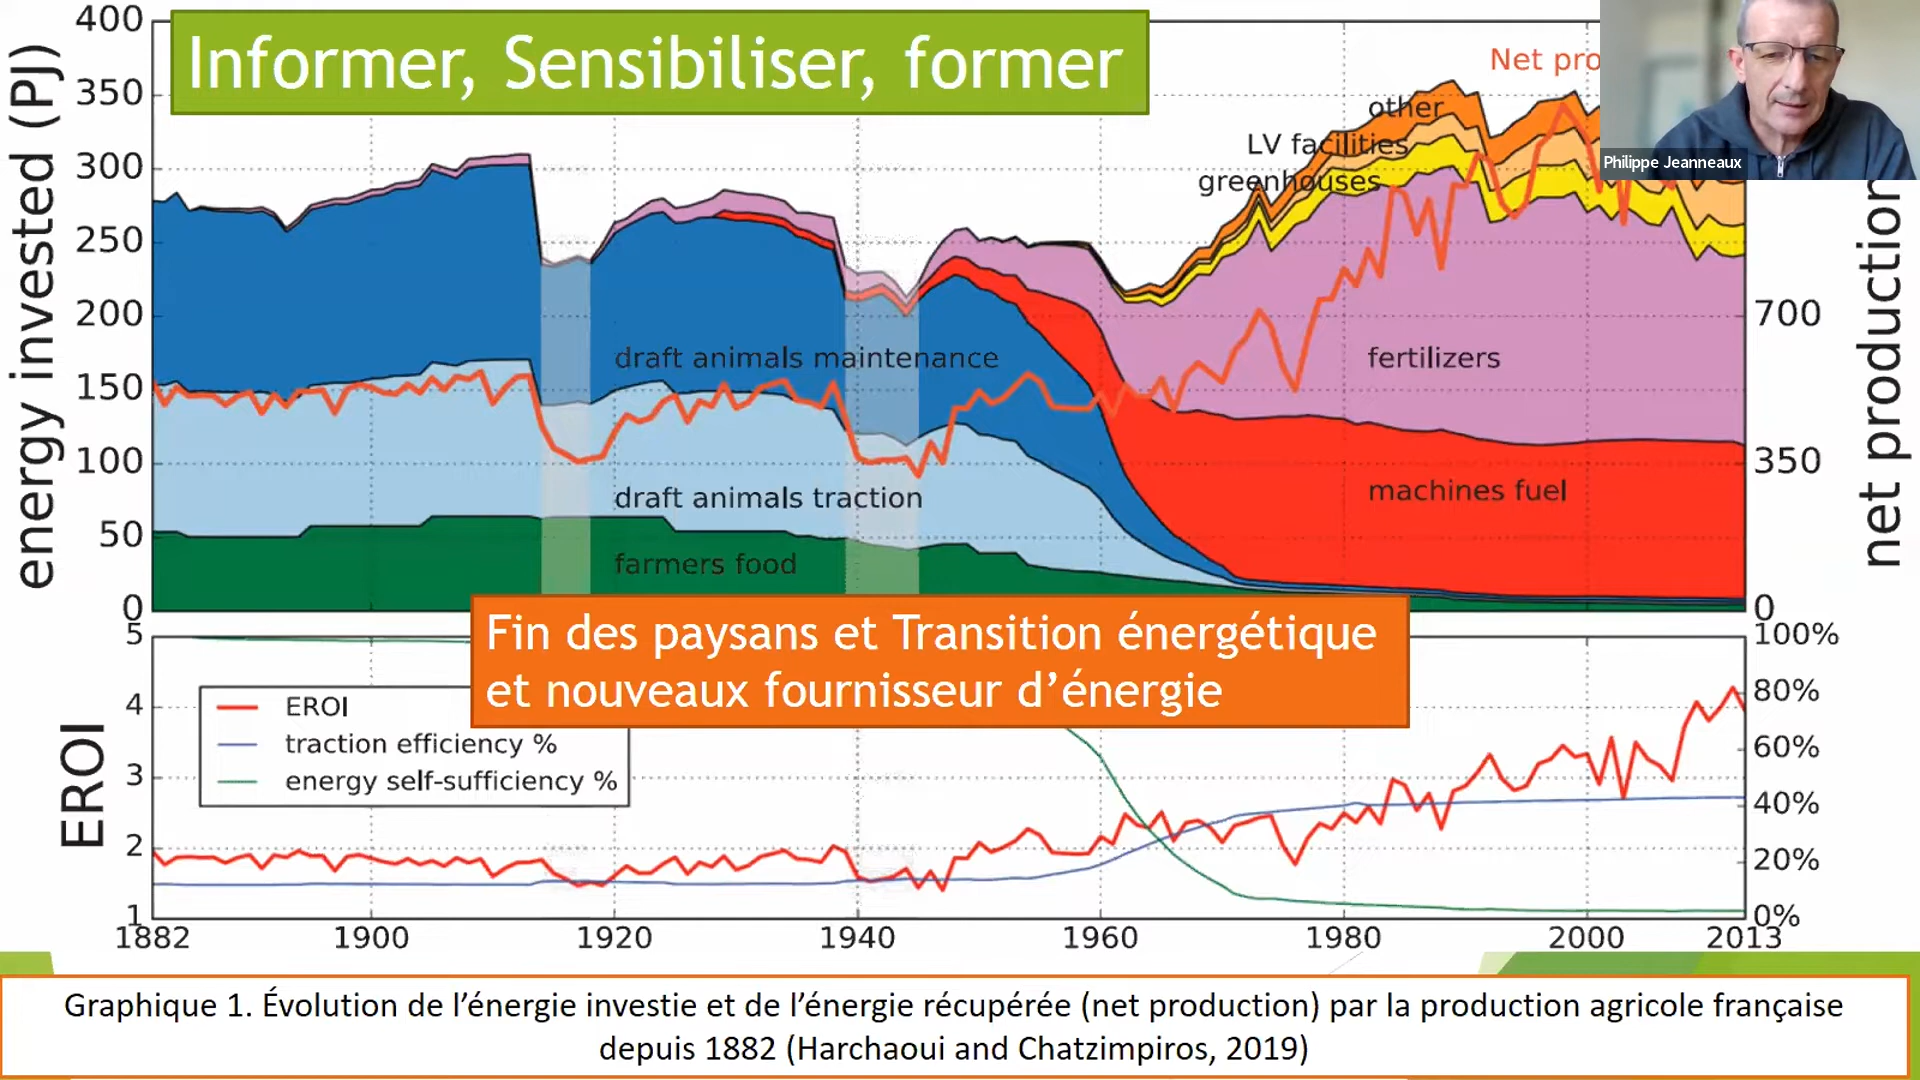 Informer, Sensibiliser, former
Philippe Jeanneaux
energy invested (PJ)
400
350
300
250
200
150
100
50
0
Net pro
other
LV facilities
greenhouses
draft animals maintenance
fertilizers
draft animals traction
machines fuel
farmers food
700
350
0
net production
Fin des paysans et Transition énergétique
et nouveaux fournisseur d’énergie
EROI
5
4
3
2
1
EROI
traction efficiency %
energy self-sufficiency %
100%
80%
60%
40%
20%
0%
1882 1900 1920 1940 1960 1980 2000 2013
Graphique 1. Évolution de l’énergie investie et de l’énergie récupérée (net production) par la production agricole française
depuis 1882 (Harchaoui and Chatzimpiros, 2019)